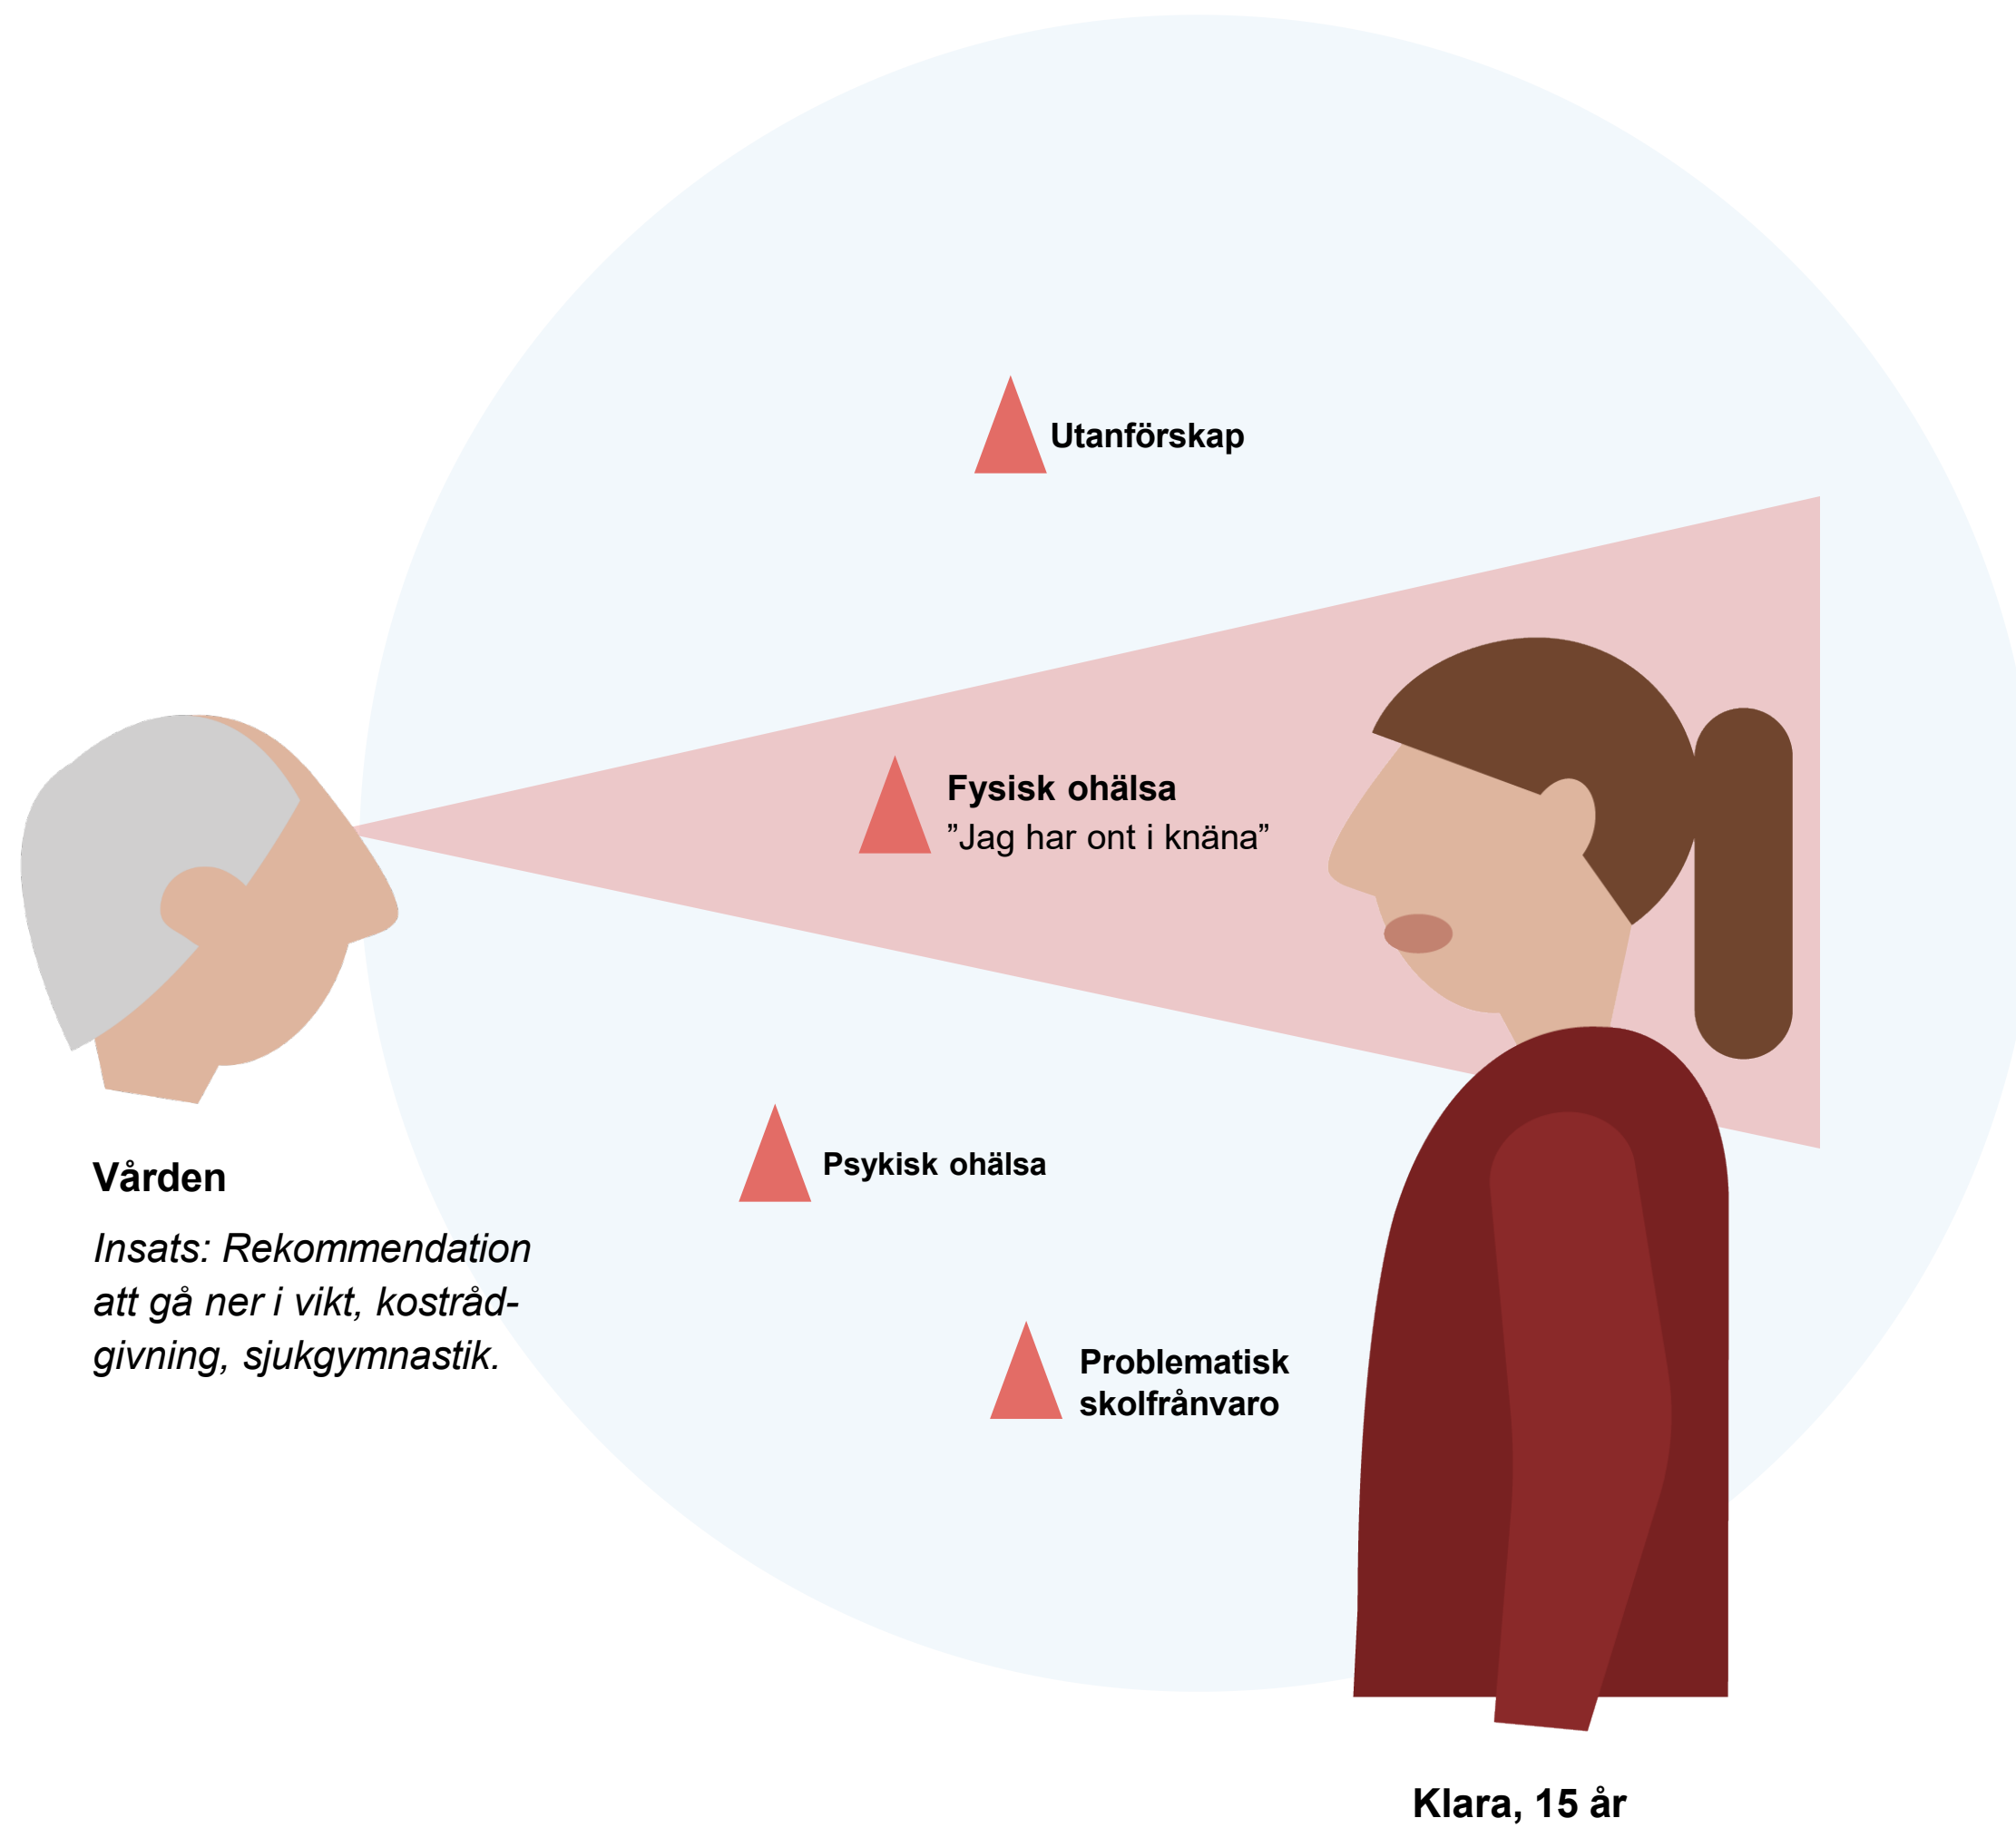 Utanförskap
Fysisk ohälsa
”Jag har ont i knäna”
Psykisk ohälsa
Vården
Insats: Rekommendation
att gå ner i vikt, kostråd-
givning, sjukgymnastik.
Problematisk
skolfrånvaro
Klara, 15 år